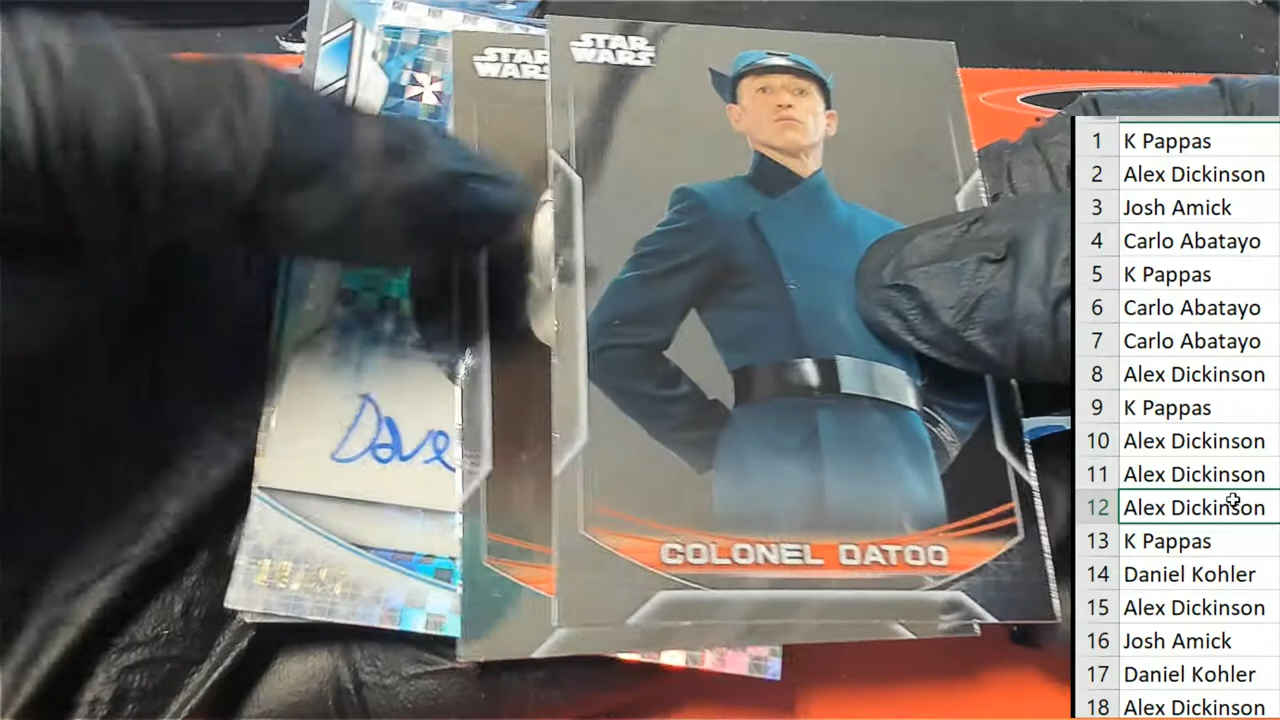 STAR
WARS
STAR
WARS
COLONEL DATOO
Dave
1 K Pappas
2 Alex Dickinson
3 Josh Amick
4 Carlo Abatayo
5 K Pappas
6 Carlo Abatayo
7 Carlo Abatayo
8 Alex Dickinson
9 K Pappas
10 Alex Dickinson
11 Alex Dickinson
12 Alex Dickinson
13 K Pappas
14 Daniel Kohler
15 Alex Dickinson
16 Josh Amick
17 Daniel Kohler
18 Alex Dickinson